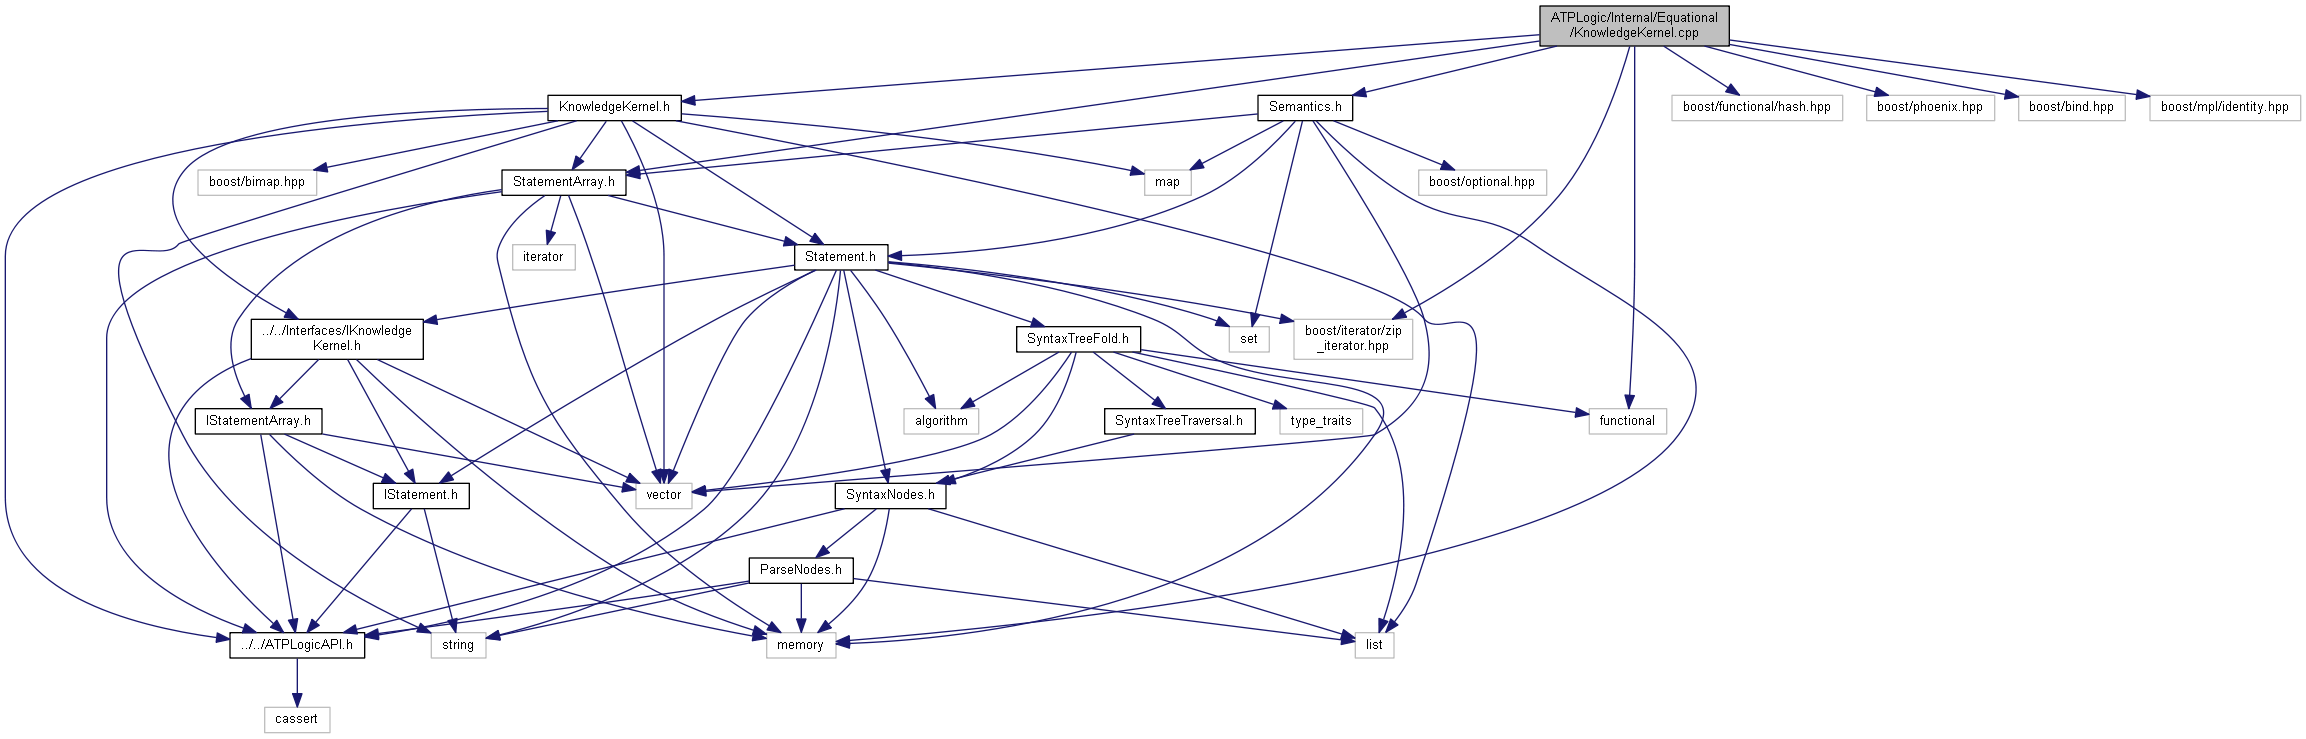 ATPLogic/Internal/Equational
/KnowledgeKernel.cpp
KnowledgeKernel.h
Semantics.h
boost/functional/hash.hpp
boost/phoenix.hpp
boost/bind.hpp
boost/mpl/identity.hpp
boost/bimap.hpp
StatementArray.h
map
boost/optional.hpp
iterator
Statement.h
../../Interfaces/IKnowledge
Kernel.h
SyntaxTreeFold.h
set
boost/iterator/zip
_iterator.hpp
IStatementArray.h
algorithm
SyntaxTreeTraversal.h
type_traits
functional
IStatement.h
vector
SyntaxNodes.h
ParseNodes.h
../../ATPLogicAPI.h
string
memory
list
cassert